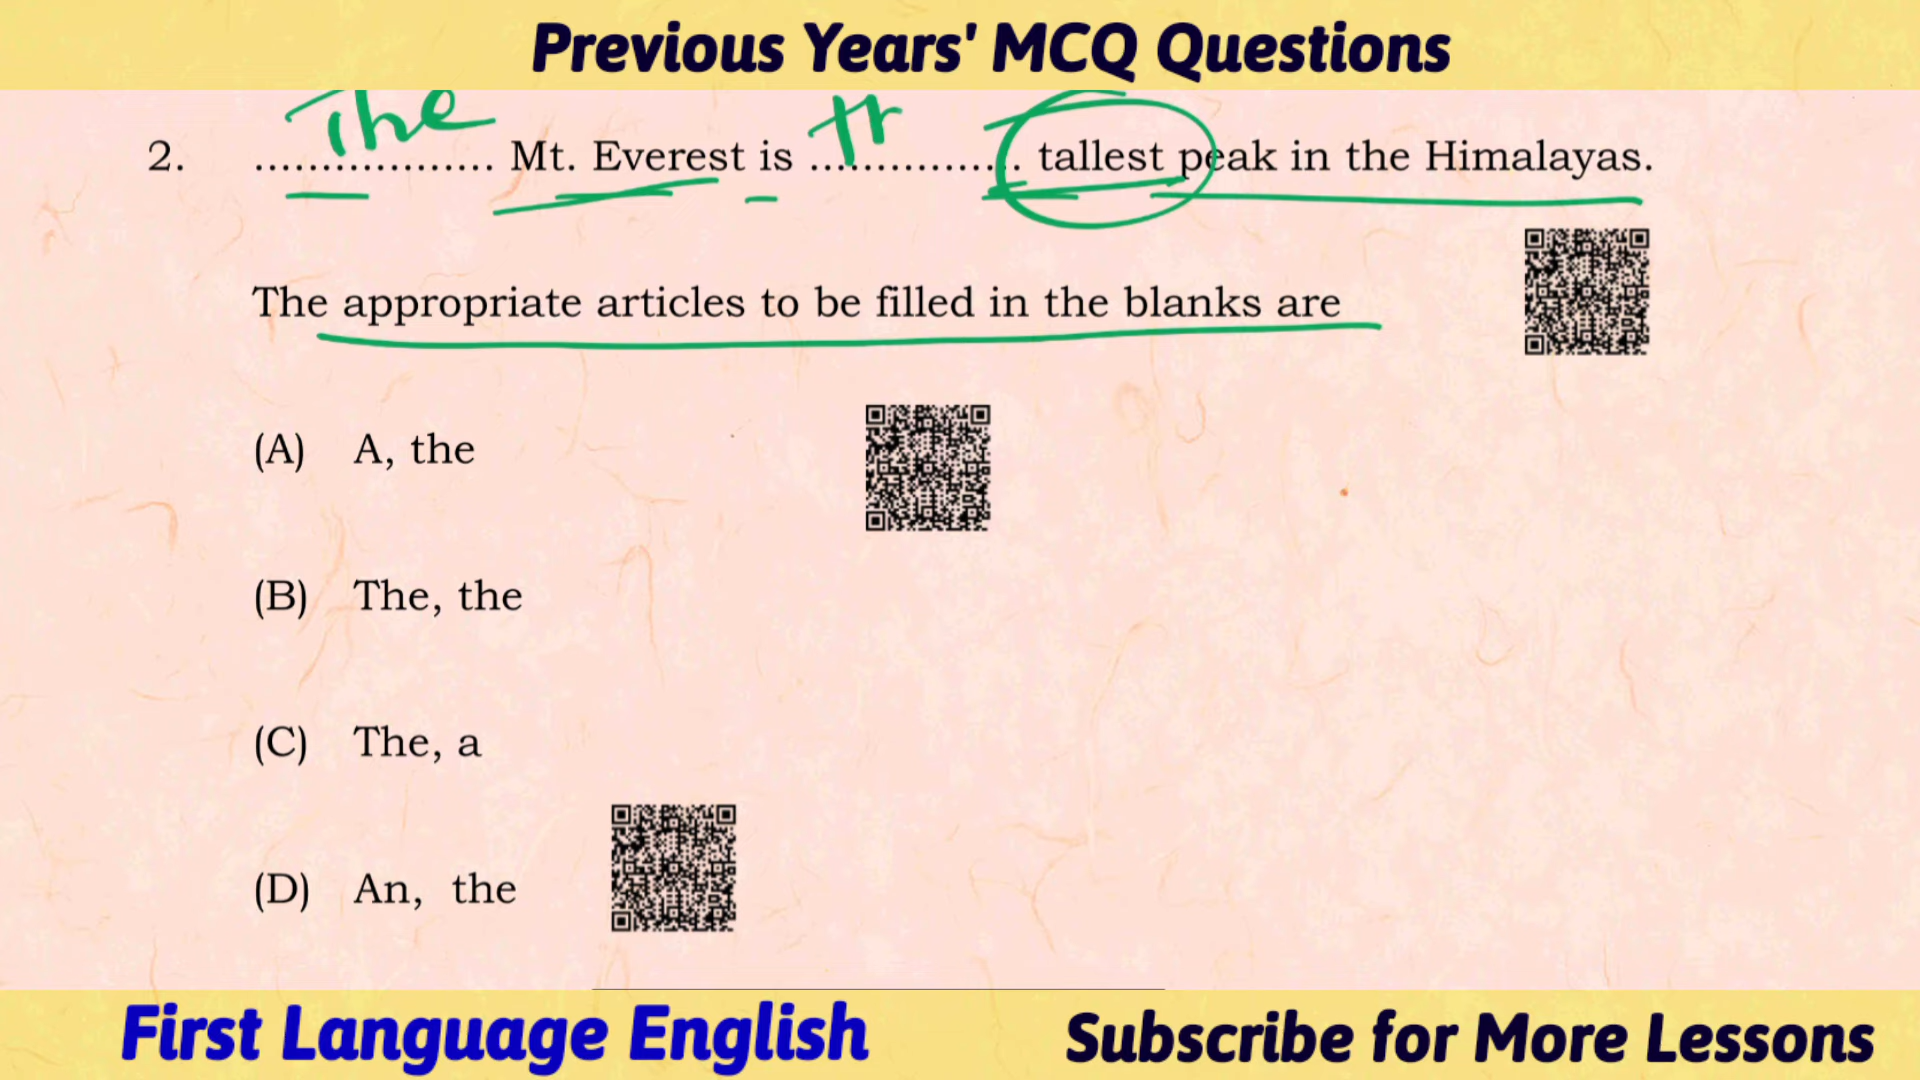 Previous Years' MCQ Questions
The th
2. ................. Mt. Everest is ................ tallest peak in the Himalayas.
The appropriate articles to be filled in the blanks are
(A) A, the
(B) The, the
(C) The, a
(D) An, the
First Language English
Subscribe for More Lessons